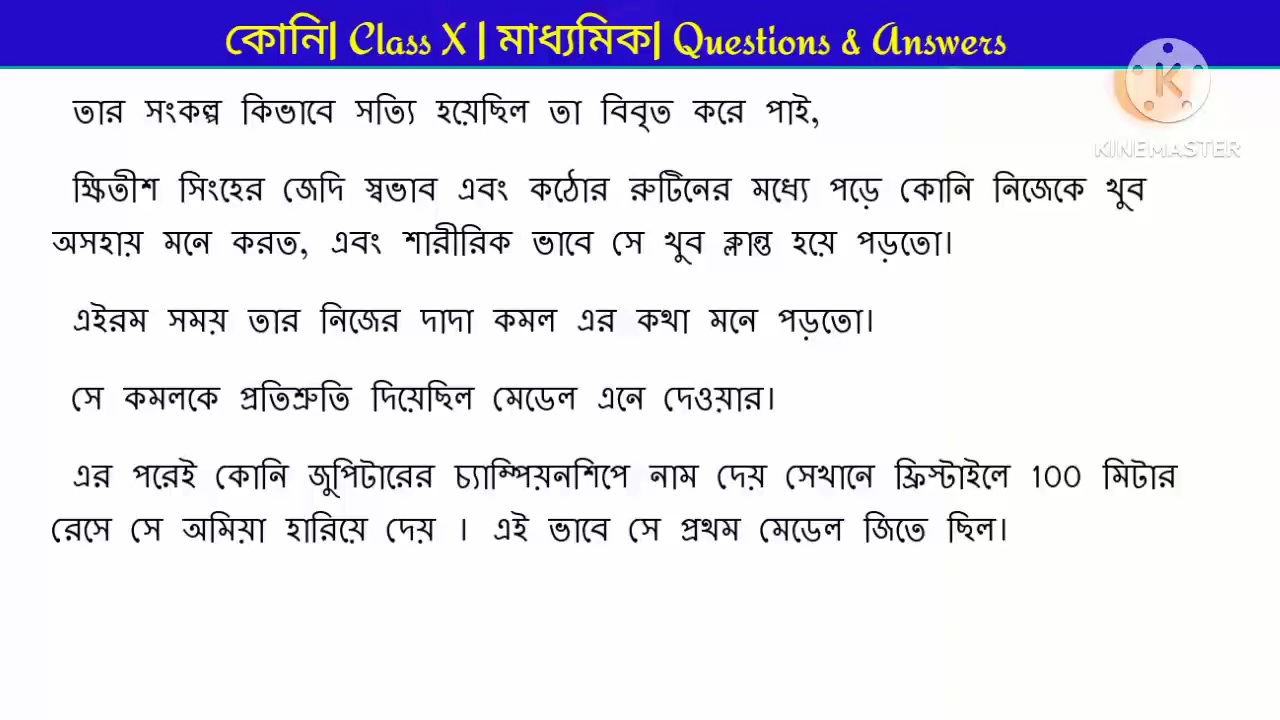 কোনি| Class X | মাধ্যমিক| Questions & Answers
KINEMASTER
তার সংকল্প কিভাবে সত্যি হয়েছিল তা বিবৃত করে পাই,
ক্ষিতীশ সিংহের জেদি স্বভাব এবং কঠোর রুটিনের মধ্যে পড়ে কোনি নিজেকে খুব
অসহায় মনে করত, এবং শারীরিক ভাবে সে খুব ক্লান্ত হয়ে পড়তো।
এইরম সময় তার নিজের দাদা কমল এর কথা মনে পড়তো।
সে কমলকে প্রতিশ্রুতি দিয়েছিল মেডেল এনে দেওয়ার।
এর পরেই কোনি জুপিটারের চ্যাম্পিয়নশিপে নাম দেয় সেখানে ফ্রিস্টাইলে 100 মিটার
রেসে সে অমিয়া হারিয়ে দেয় । এই ভাবে সে প্রথম মেডেল জিতে ছিল।